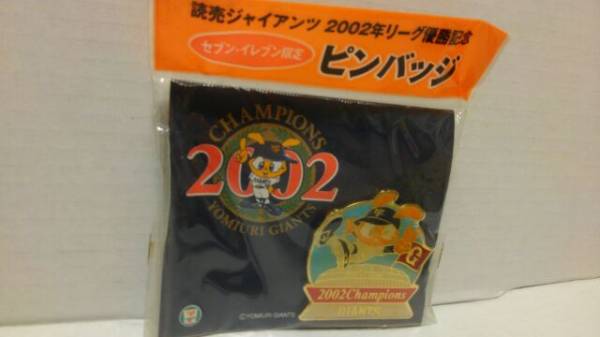 読売ジャイアンツ 2002年リーグ優勝記念
セブン-イレブン限定
ピンバッジ
CHAMPIONS
2002
YOMIURI GIANTS
G
2002Champions
GIANTS
©YOMIURI GIANTS